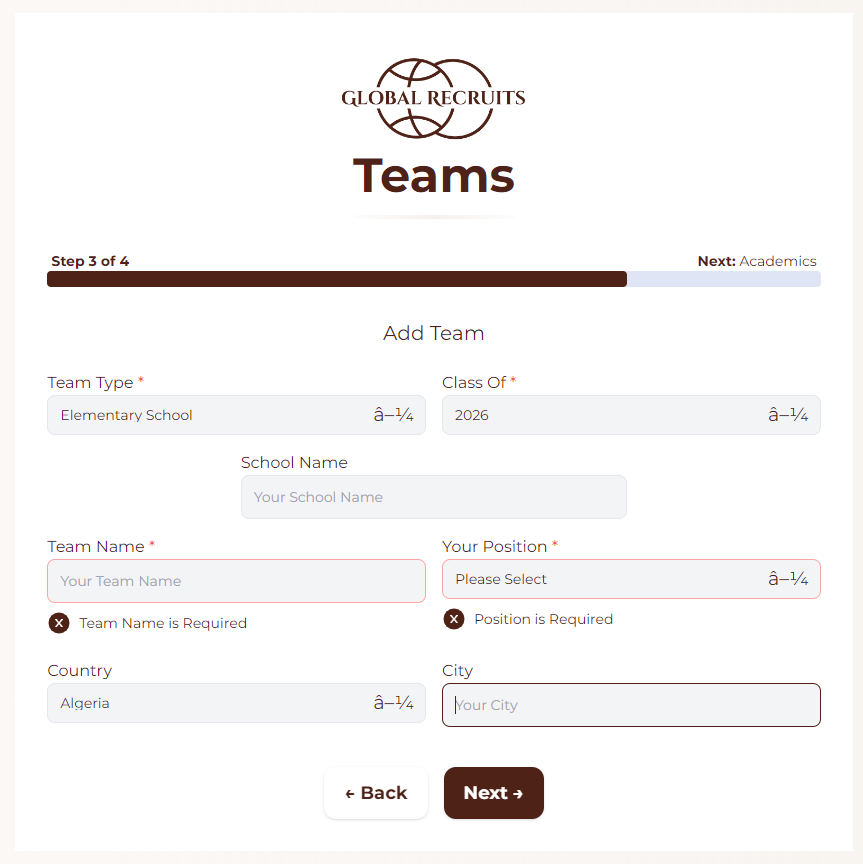 GLOBAL RECRUITS
Teams
Step 3 of 4 Next: Academics
Add Team
Team Type * Class Of *
Elementary School â–¼ 2026 â–¼
School Name
Your School Name
Team Name * Your Position *
Your Team Name Please Select â–¼
X Team Name is Required X Position is Required
Country City
Algeria â–¼ Your City
← Back Next →